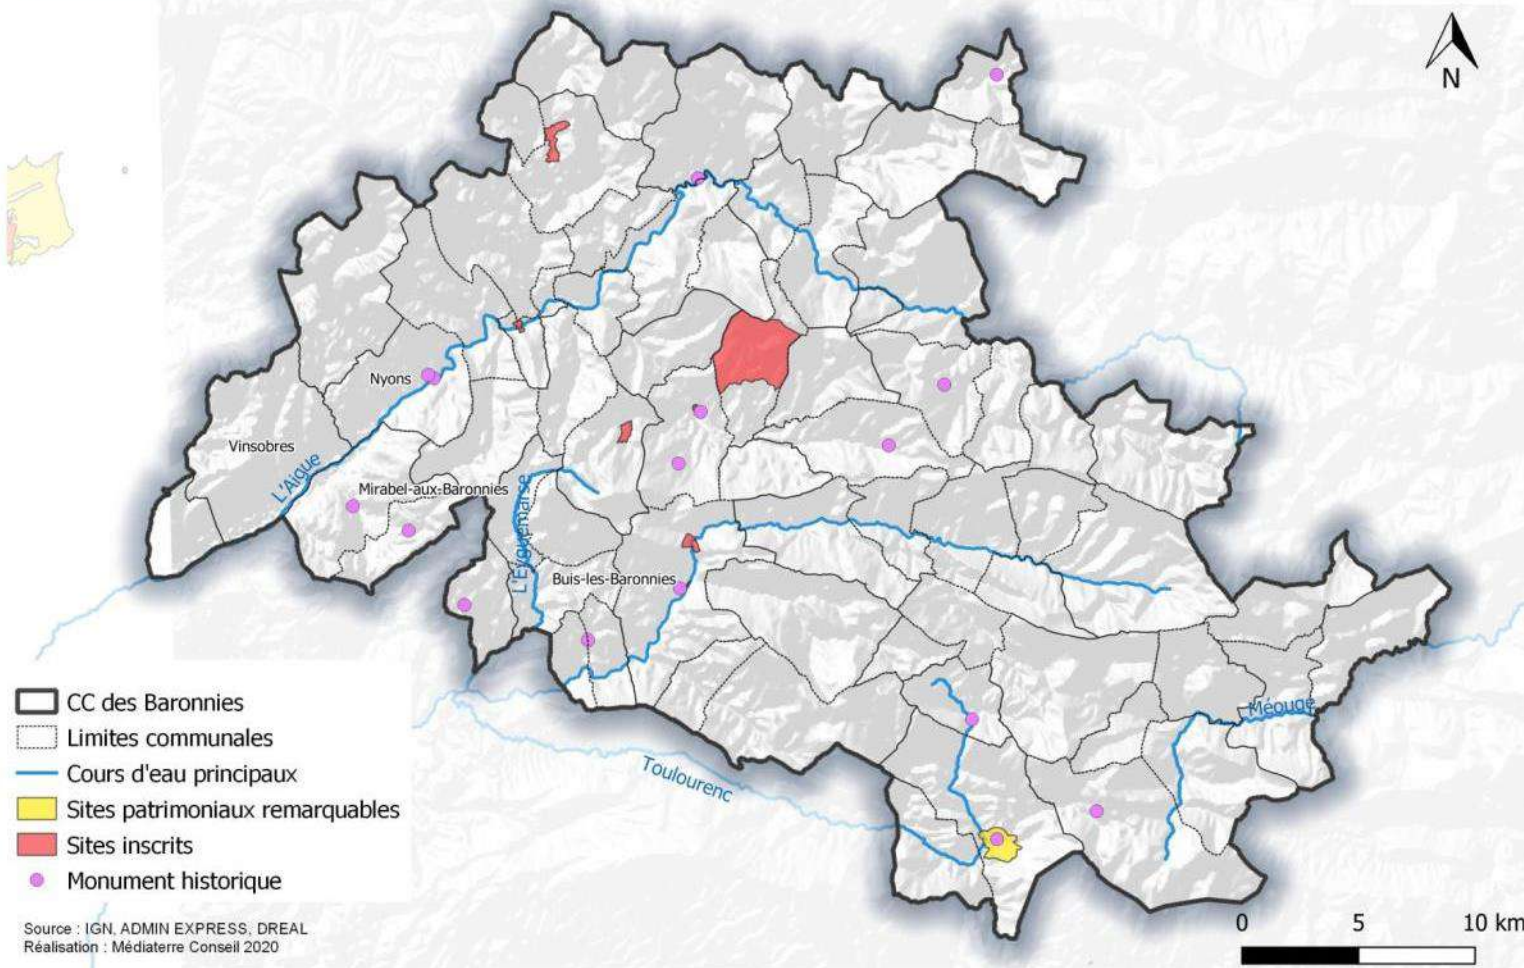 N
Nyons
Vinsobres
L'Aigue
Mirabel-aux-Baronnies
L'Eyguemarse
Buis-les-Baronnies
Méouge
Toulourenc
CC des Baronnies
Limites communales
Cours d'eau principaux
Sites patrimoniaux remarquables
Sites inscrits
Monument historique
Source : IGN, ADMIN EXPRESS, DREAL
Réalisation : Médiaterre Conseil 2020
0 5 10 km